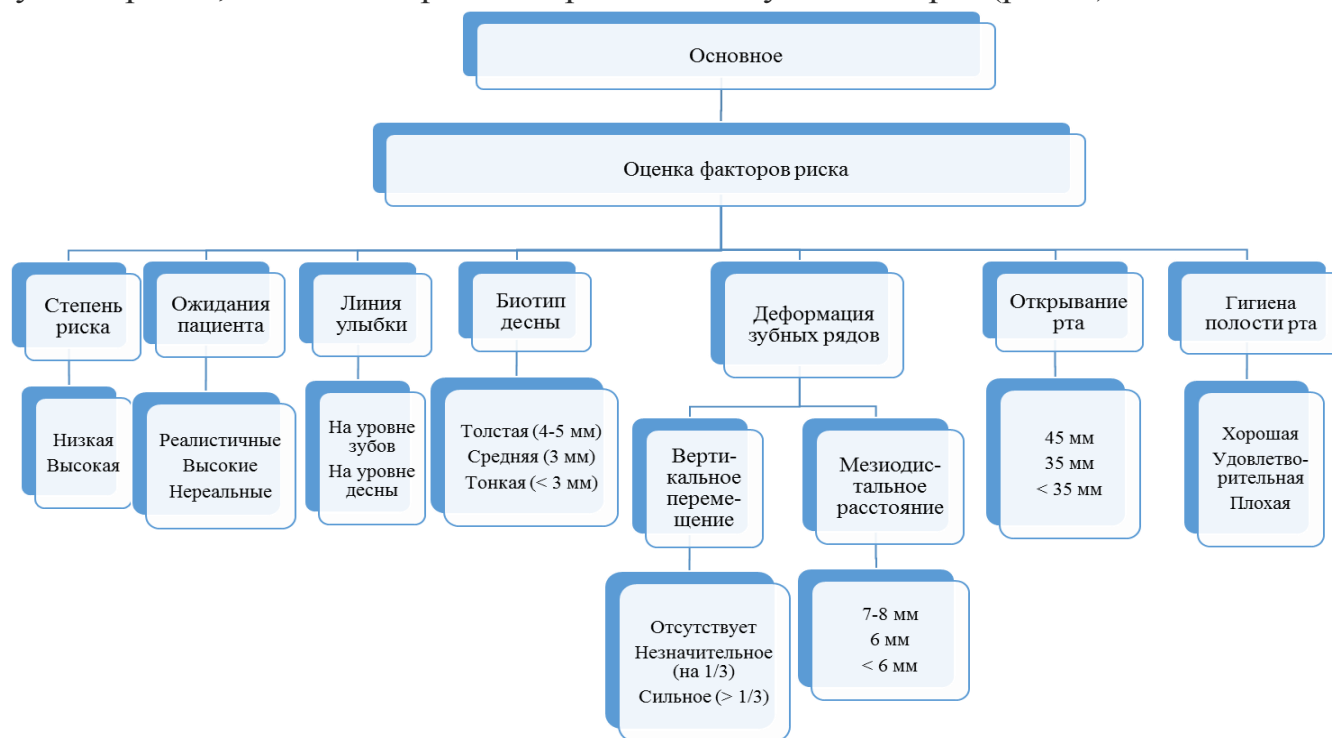 Основное
Оценка факторов риска
Степень
риска
Ожидания
пациента
Линия
улыбки
Биотип
десны
Деформация
зубных рядов
Открывание
рта
Гигиена
полости рта
Низкая
Высокая
Реалистичные
Высокие
Нереальные
На уровне
зубов
На уровне
десны
Толстая (4-5 мм)
Средняя (3 мм)
Тонкая (< 3 мм)
Верти-
кальное
переме-
щение
Мезиодис-
тальное
расстояние
45 мм
35 мм
< 35 мм
Хорошая
Удовлетво-
рительная
Плохая
Отсутствует
Незначительное
(на 1/3)
Сильное (> 1/3)
7-8 мм
6 мм
< 6 мм